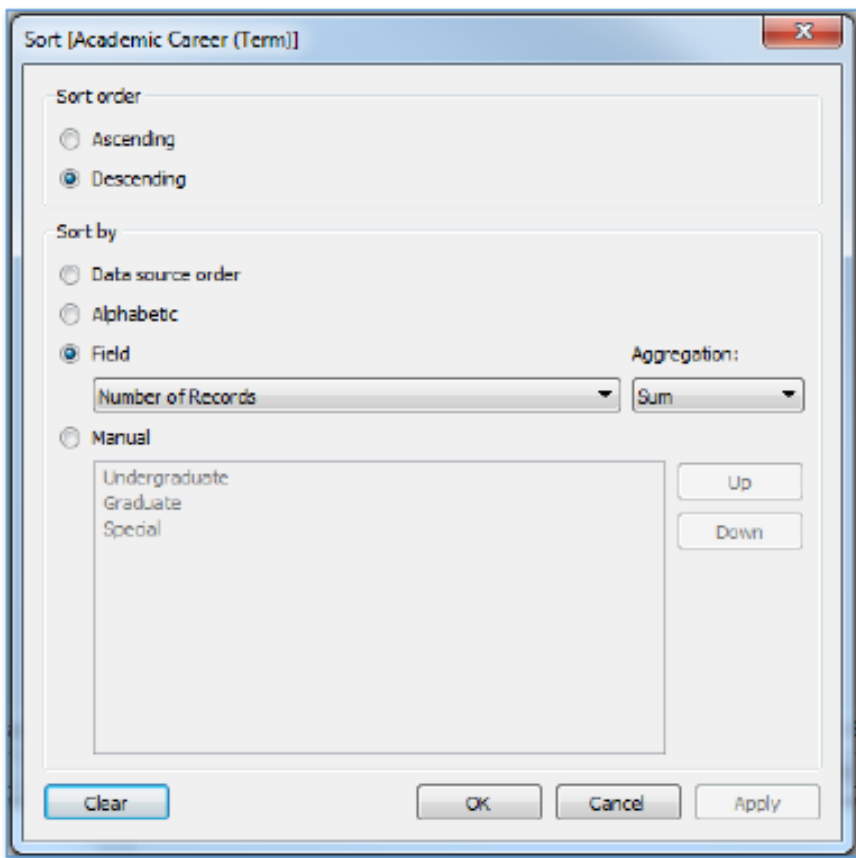 Sort [Academic Career (Term)]
Sort order
Ascending
Descending
Sort by
Data source order
Alphabetic
Field
Aggregation:
Number of Records
Sum
Manual
Undergraduate
Graduate
Special
Up
Down
Clear
OK
Cancel
Apply